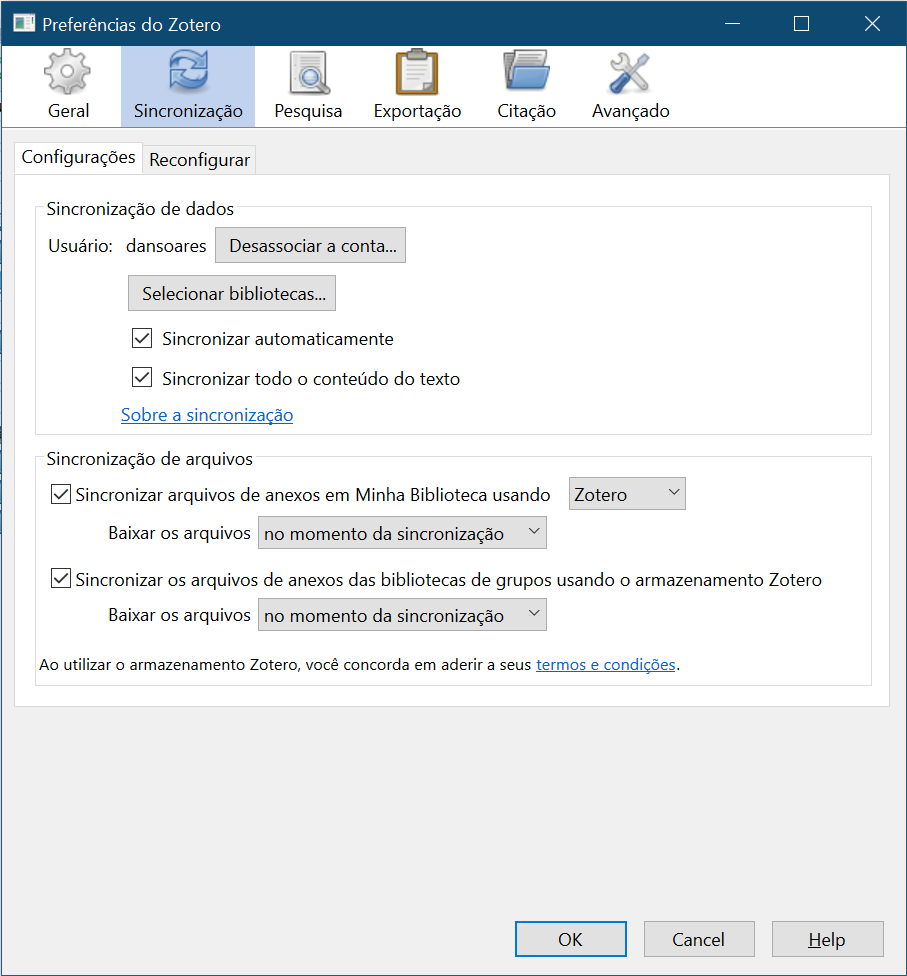 Preferências do Zotero
Geral Sincronização Pesquisa Exportação Citação Avançado
Configurações Reconfigurar
Sincronização de dados
Usuário: dansoares Desassociar a conta...
Selecionar bibliotecas...
Sincronizar automaticamente
Sincronizar todo o conteúdo do texto
Sobre a sincronização
Sincronização de arquivos
Sincronizar arquivos de anexos em Minha Biblioteca usando Zotero
Baixar os arquivos no momento da sincronização
Sincronizar os arquivos de anexos das bibliotecas de grupos usando o armazenamento Zotero
Baixar os arquivos no momento da sincronização
Ao utilizar o armazenamento Zotero, você concorda em aderir a seus termos e condições.
OK Cancel Help